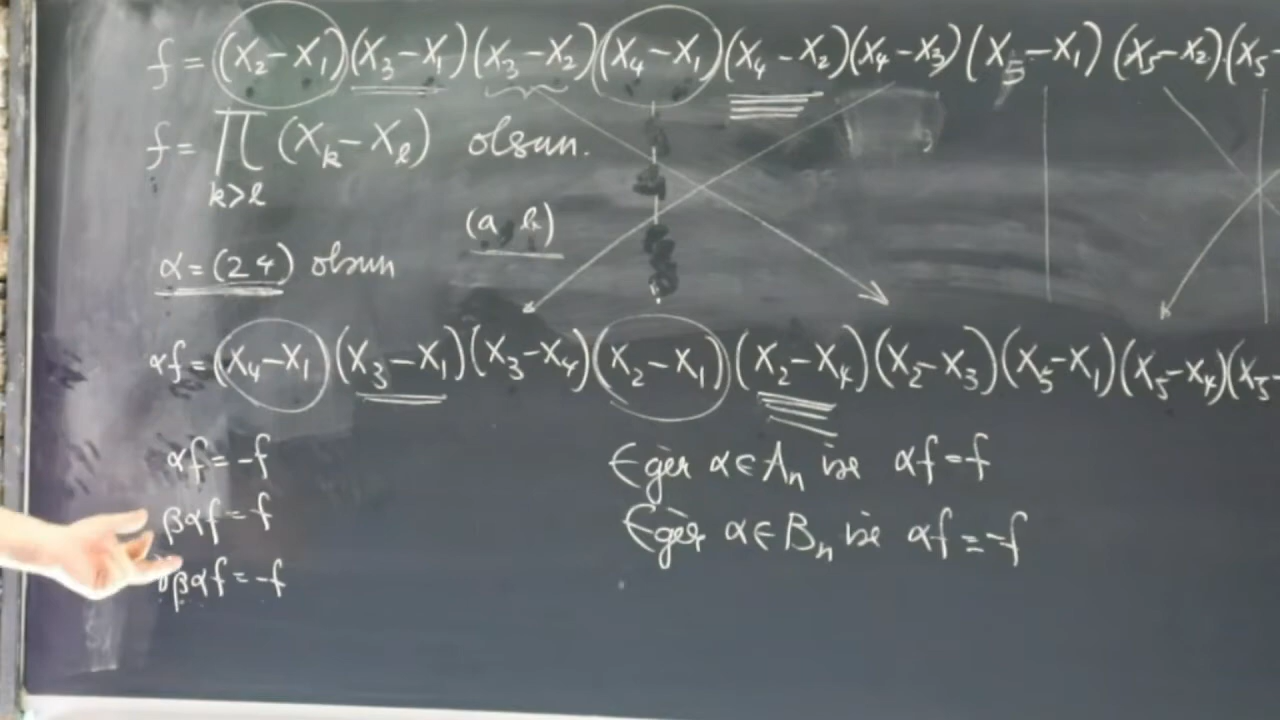 f = (X₂ - X₁)(X₃ - X₁)(X₃ - X₂)(X₄ - X₁)(X₄ - X₂)(X₄ - X₃)(X₅ - X₁)(X₅ - X₂)(X₅ -
f = ∏ (Xₖ - Xₗ) olsun.
k>l
(a, b)
α = (2 4) olsun
αf = (X₄ - X₁)(X₃ - X₁)(X₃ - X₄)(X₂ - X₁)(X₂ - X₄)(X₂ - X₃)(X₅ - X₁)(X₅ - X₄)(X₅ -
αf = -f
Eğer α ∈ Aₙ ise αf = f
βαf = f
Eğer α ∈ Bₙ ise αf = -f
γβαf = -f